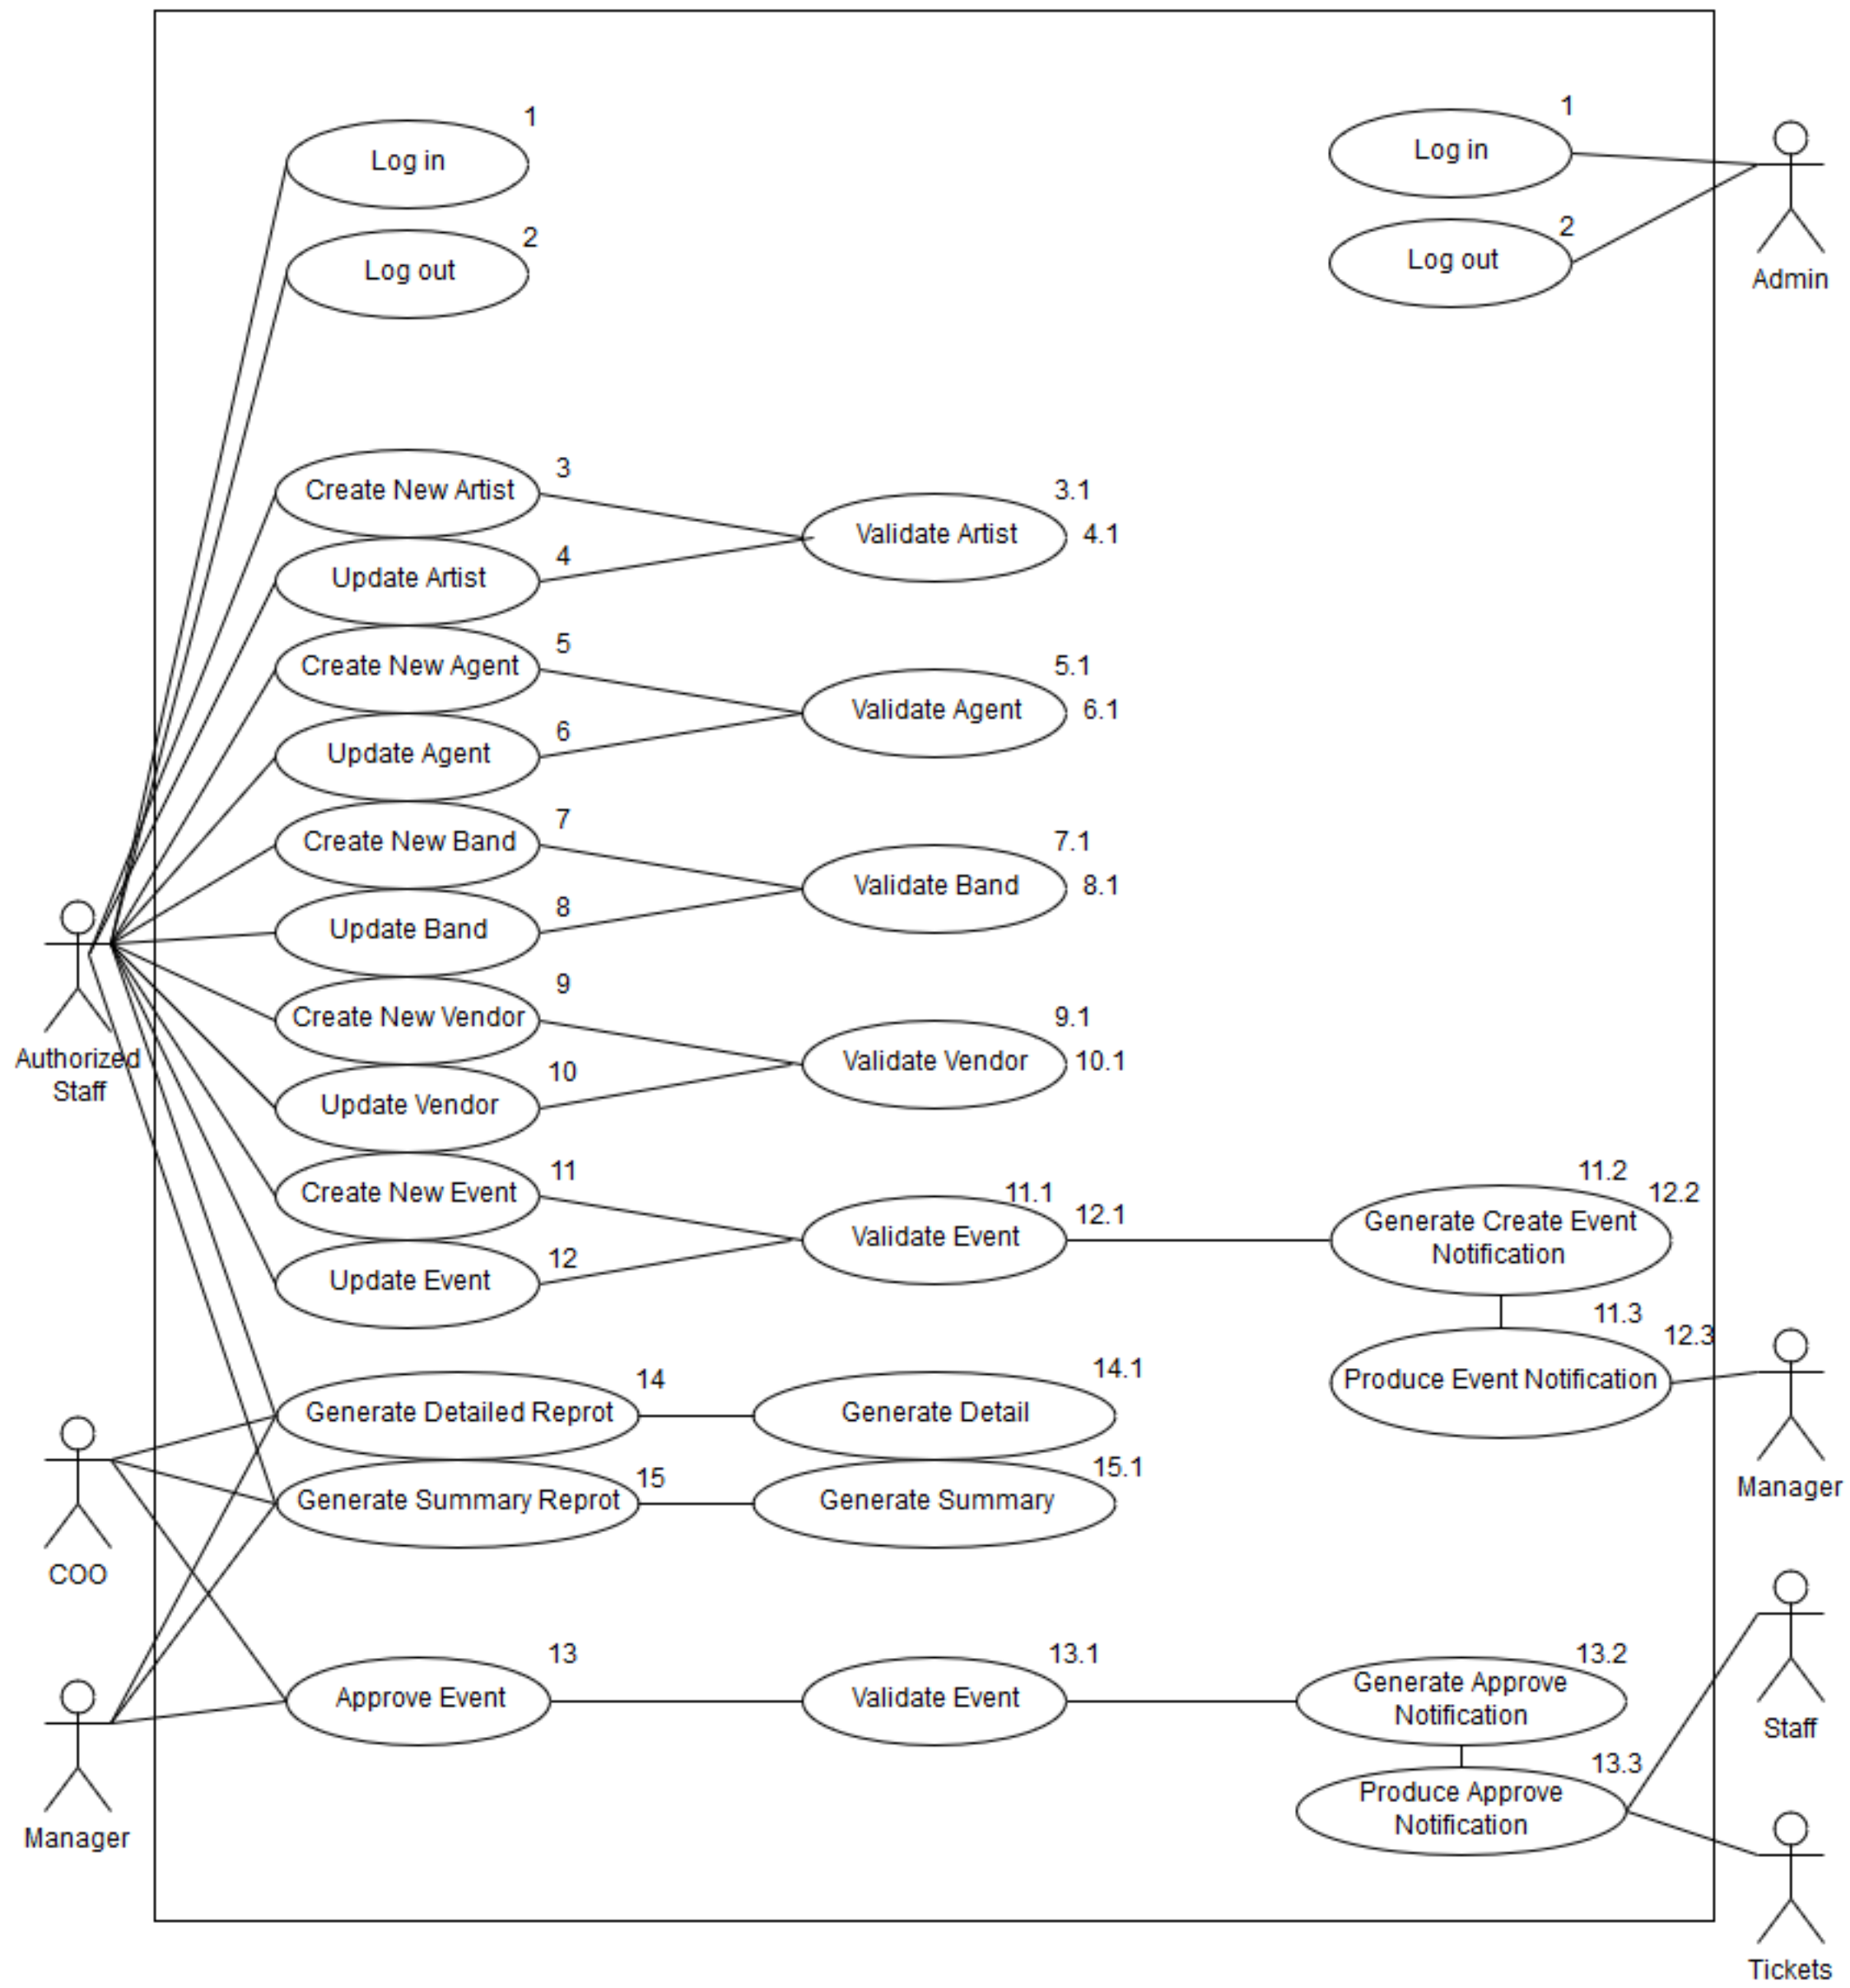 1
Log in
2
Log out
1
Log in
2
Log out
Admin
3
Create New Artist
4
Update Artist
3.1
Validate Artist
4.1
5
Create New Agent
6
Update Agent
5.1
Validate Agent
6.1
7
Create New Band
8
Update Band
7.1
Validate Band
8.1
Authorized
Staff
9
Create New Vendor
10
Update Vendor
9.1
Validate Vendor
10.1
11
Create New Event
12
Update Event
11.1
12.1
Validate Event
11.2
12.2
Generate Create Event
Notification
11.3
12.3
Produce Event Notification
Manager
14
Generate Detailed Reprot
14.1
Generate Detail
15
Generate Summary Reprot
15.1
Generate Summary
COO
13
Approve Event
13.1
Validate Event
13.2
Generate Approve
Notification
13.3
Produce Approve
Notification
Staff
Manager
Tickets